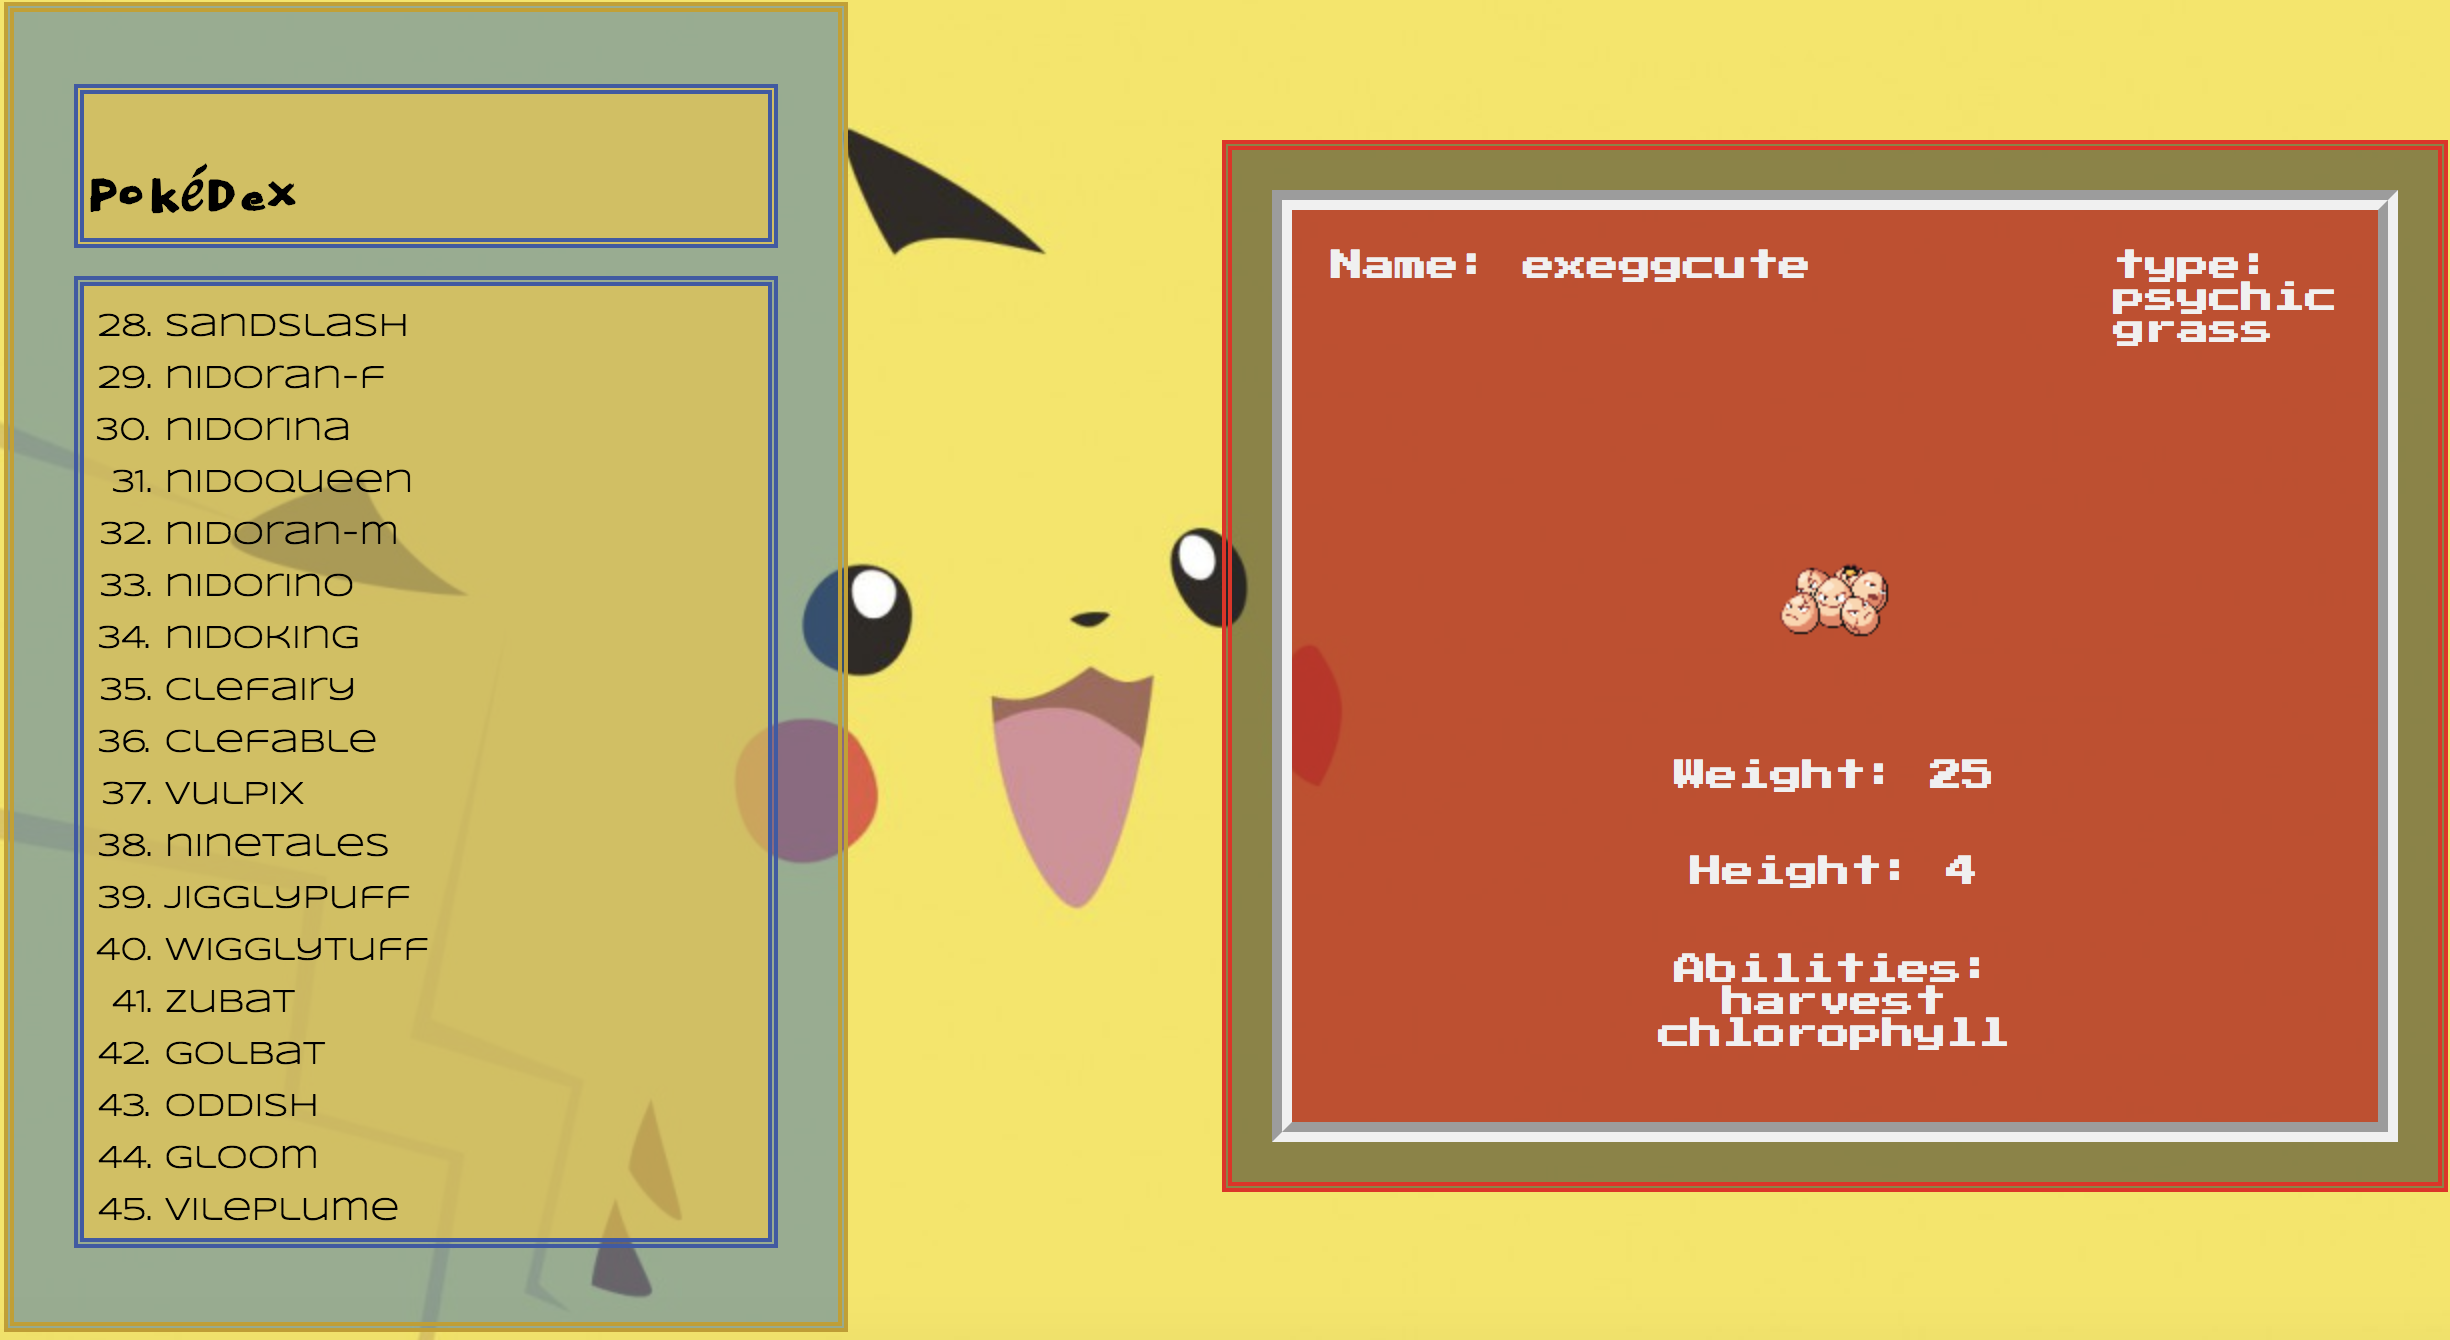 PokéDex
28. sandslash
29. nidoran-f
30. nidorina
31. nidoqueen
32. nidoran-m
33. nidorino
34. nidoking
35. clefairy
36. clefable
37. vulpix
38. ninetales
39. jigglypuff
40. wigglytuff
41. zubat
42. golbat
43. oddish
44. gloom
45. vileplume
Name: exeggcute
type:
psychic
grass
Weight: 25
Height: 4
Abilities:
harvest
chlorophyll